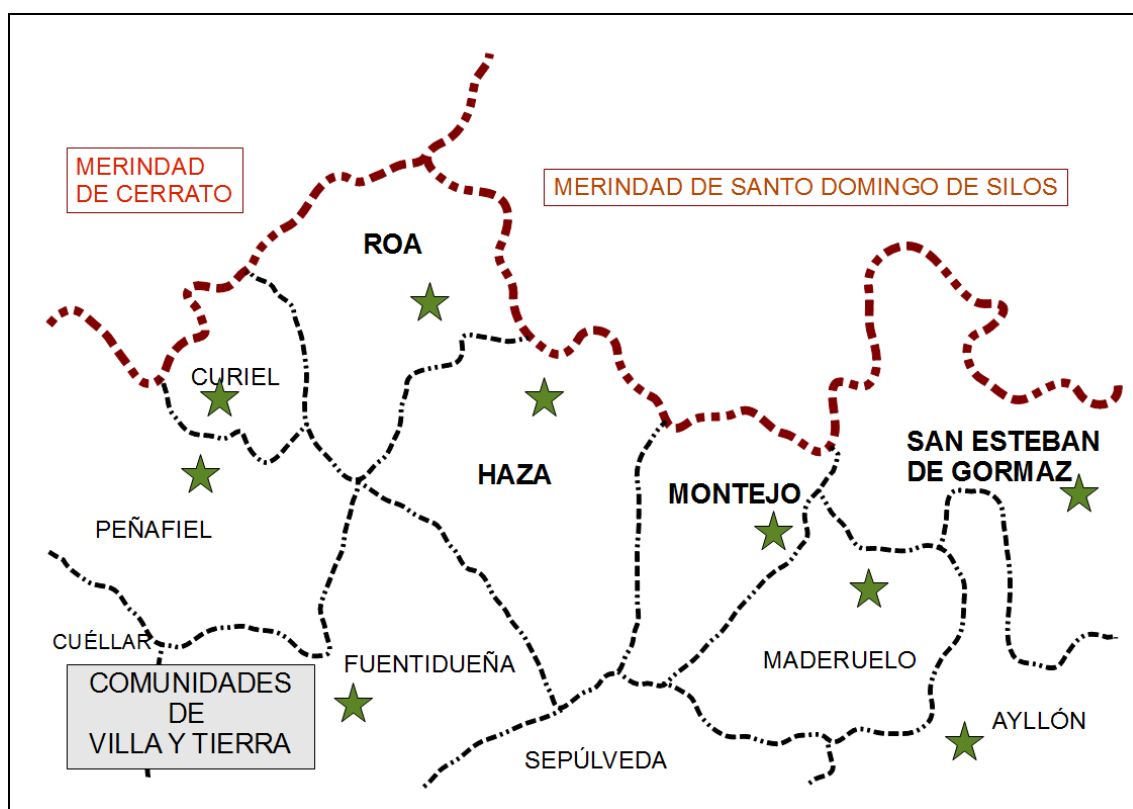 MERINDAD
DE CERRATO
MERINDAD DE SANTO DOMINGO DE SILOS
ROA
CURIEL
HAZA
MONTEJO
SAN ESTEBAN
DE GORMAZ
PEÑAFIEL
CUÉLLAR
FUENTIDUEÑA
MADERUELO
COMUNIDADES
DE
VILLA Y TIERRA
SEPÚLVEDA
AYLLÓN